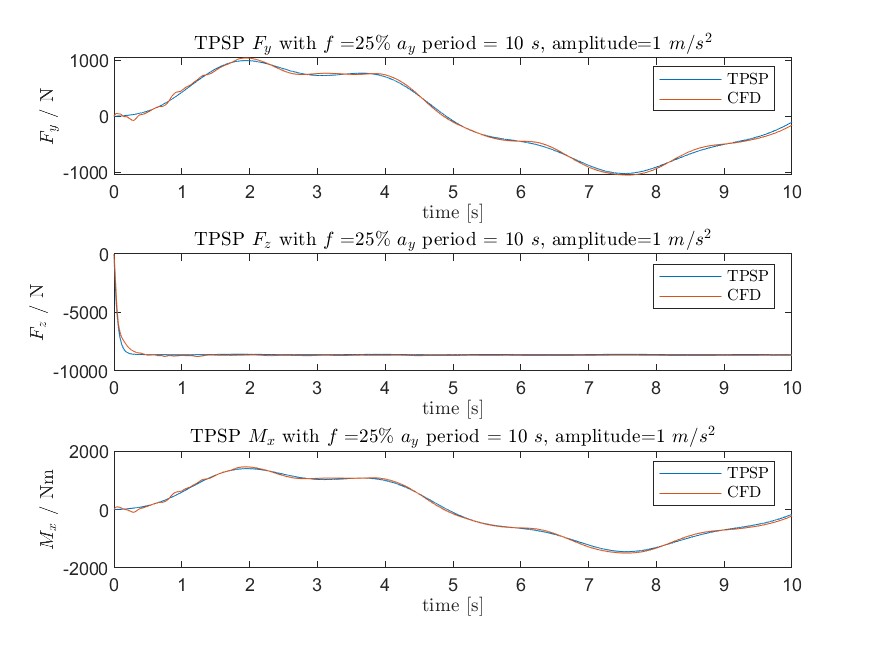 TPSP F_y with f =25% a_y period = 10 s, amplitude=1 m/s²
1000
0
-1000
F_y / N
TPSP
CFD
0 1 2 3 4 5 6 7 8 9 10
time [s]
TPSP F_z with f =25% a_y period = 10 s, amplitude=1 m/s²
0
-5000
-10000
F_z / N
TPSP
CFD
0 1 2 3 4 5 6 7 8 9 10
time [s]
TPSP M_x with f =25% a_y period = 10 s, amplitude=1 m/s²
2000
0
-2000
M_x / Nm
TPSP
CFD
0 1 2 3 4 5 6 7 8 9 10
time [s]